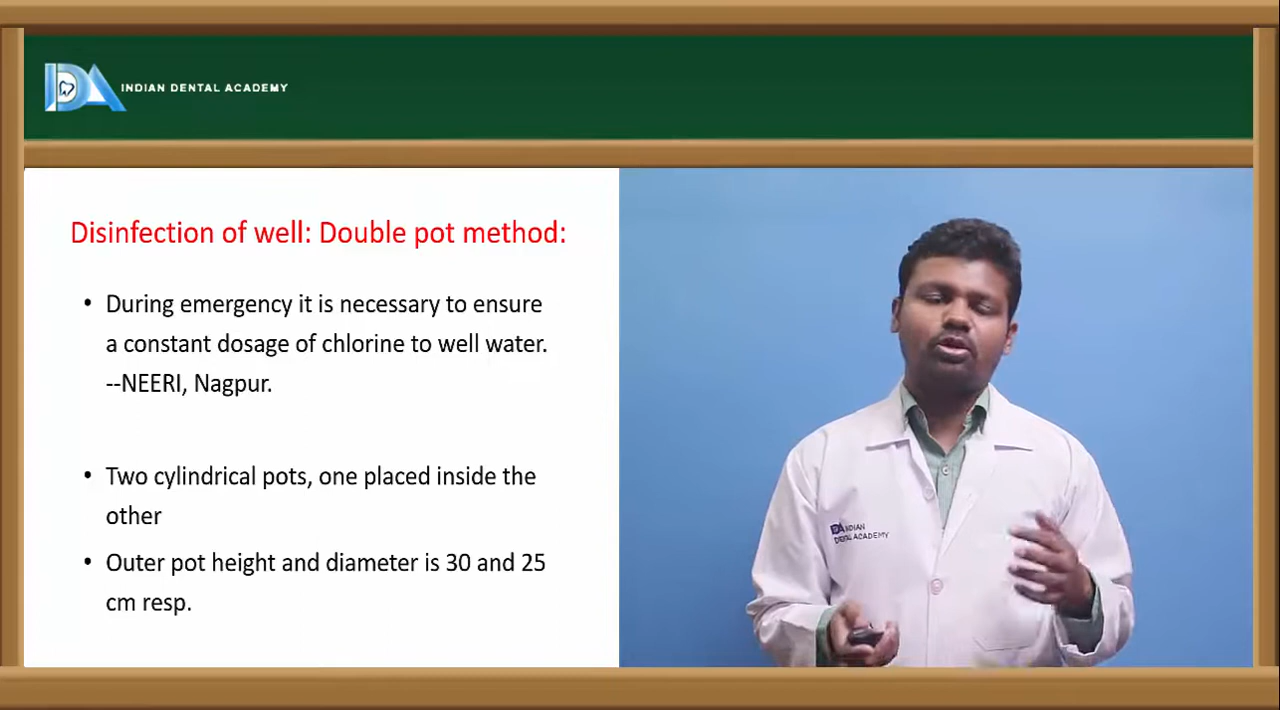 IDA INDIAN DENTAL ACADEMY
Disinfection of well: Double pot method:
• During emergency it is necessary to ensure
a constant dosage of chlorine to well water.
--NEERI, Nagpur.
• Two cylindrical pots, one placed inside the
other
• Outer pot height and diameter is 30 and 25
cm resp.
IDA INDIAN
DENTAL ACADEMY